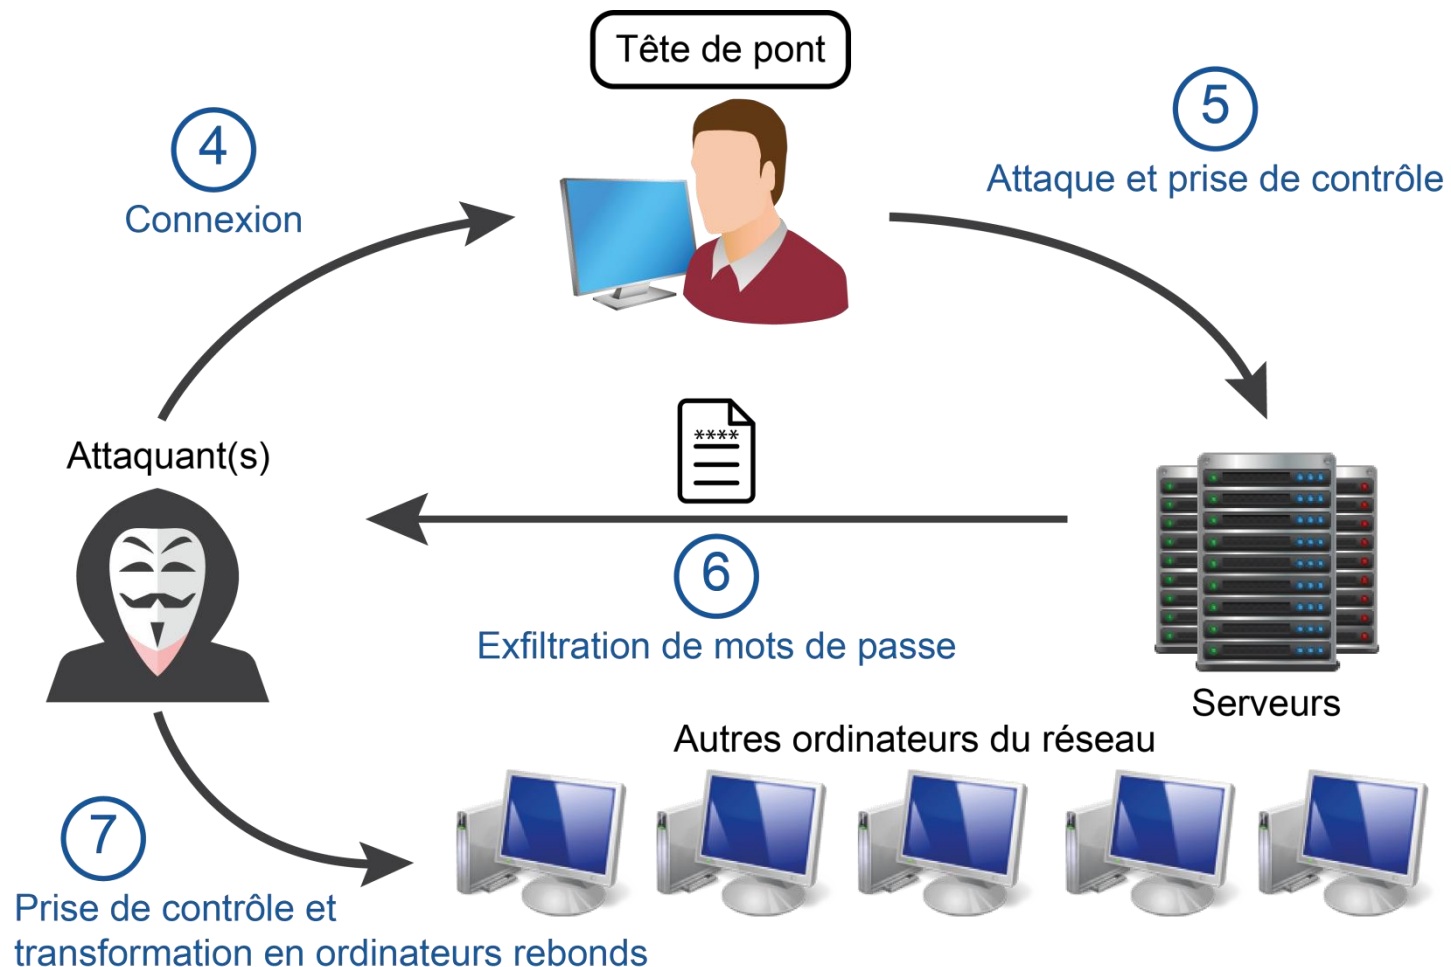 Tête de pont
4
Connexion
5
Attaque et prise de contrôle
Attaquant(s)
****
6
Exfiltration de mots de passe
Serveurs
Autres ordinateurs du réseau
7
Prise de contrôle et
transformation en ordinateurs rebonds